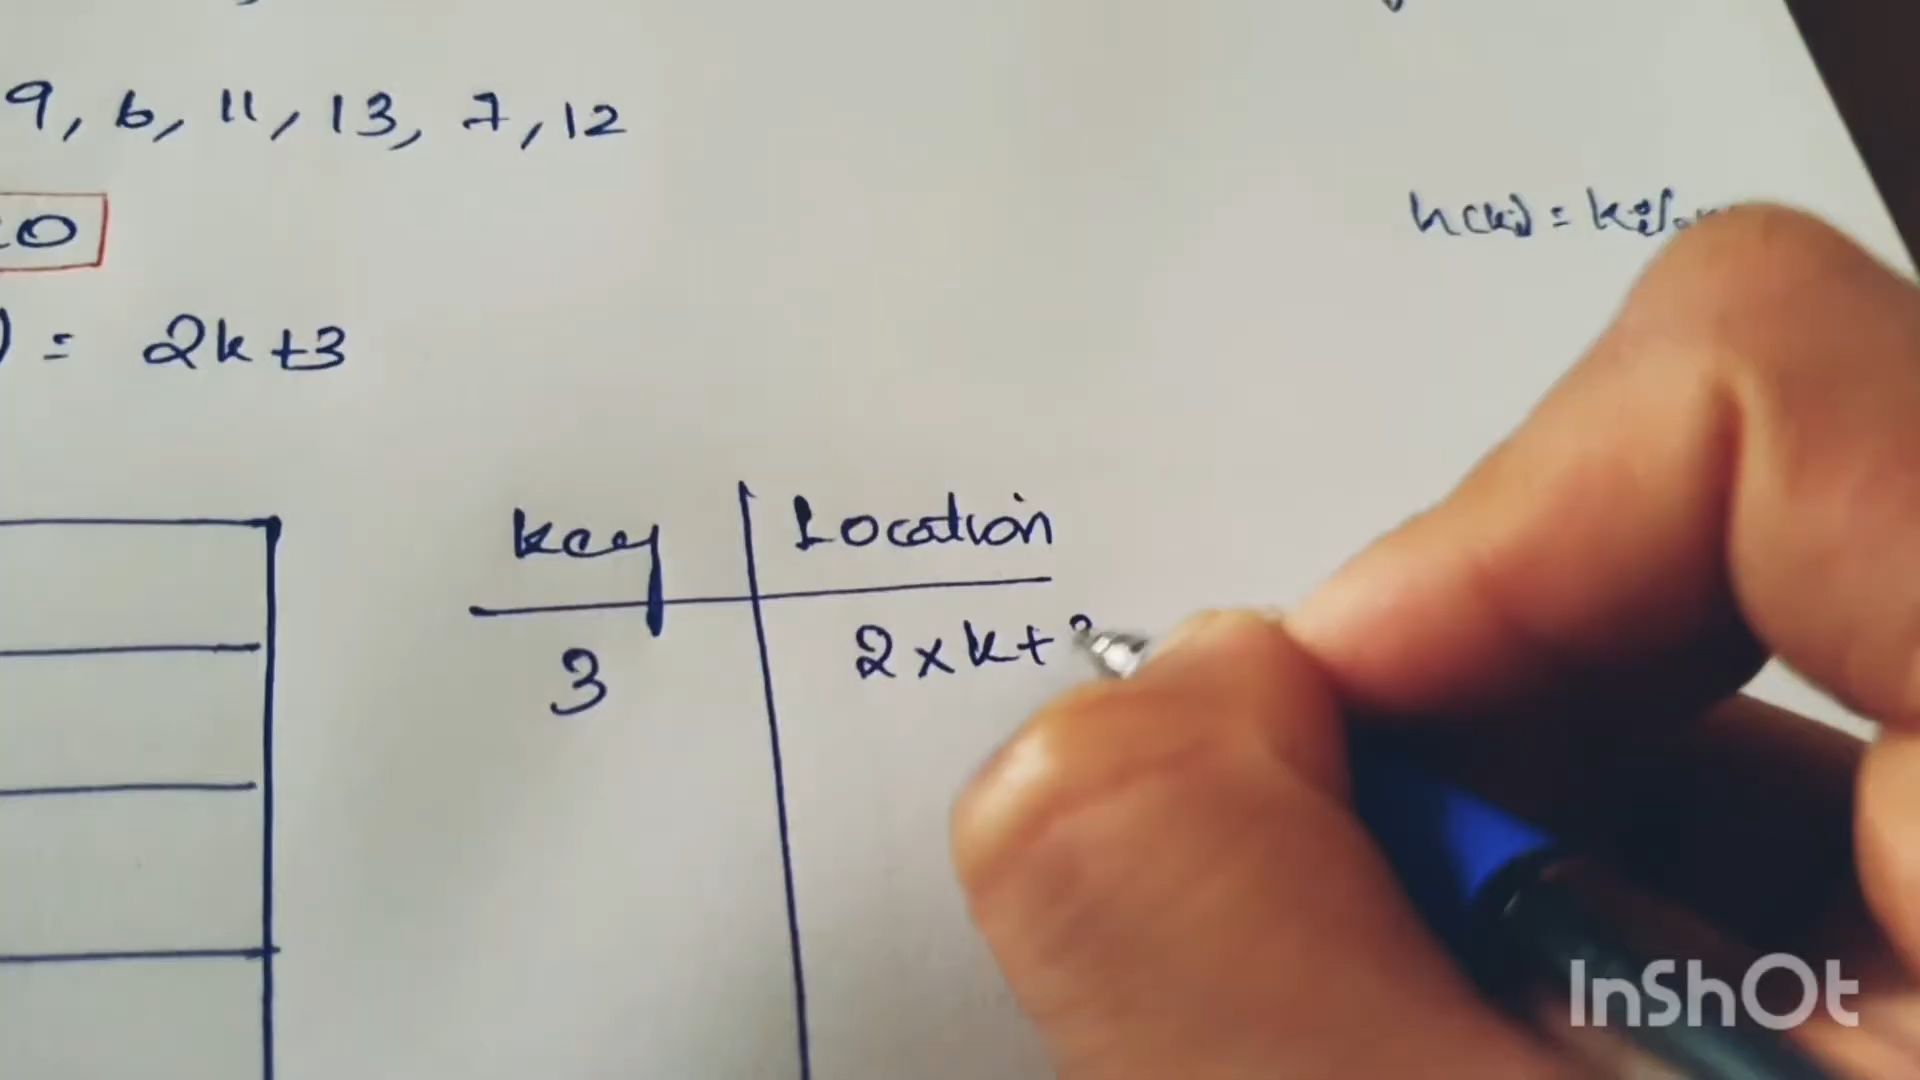 9, 6, 11, 13, 7, 12
h(k) = k%
0
) = 2k+3
key Location
3 2×k+
InShOt